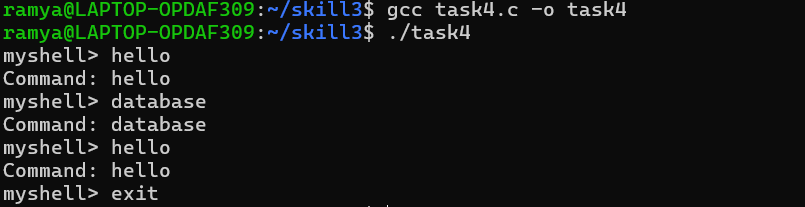 ramya@LAPTOP-OPDAF309:~/skill3$ gcc task4.c -o task4
ramya@LAPTOP-OPDAF309:~/skill3$ ./task4
myshell> hello
Command: hello
myshell> database
Command: database
myshell> hello
Command: hello
myshell> exit